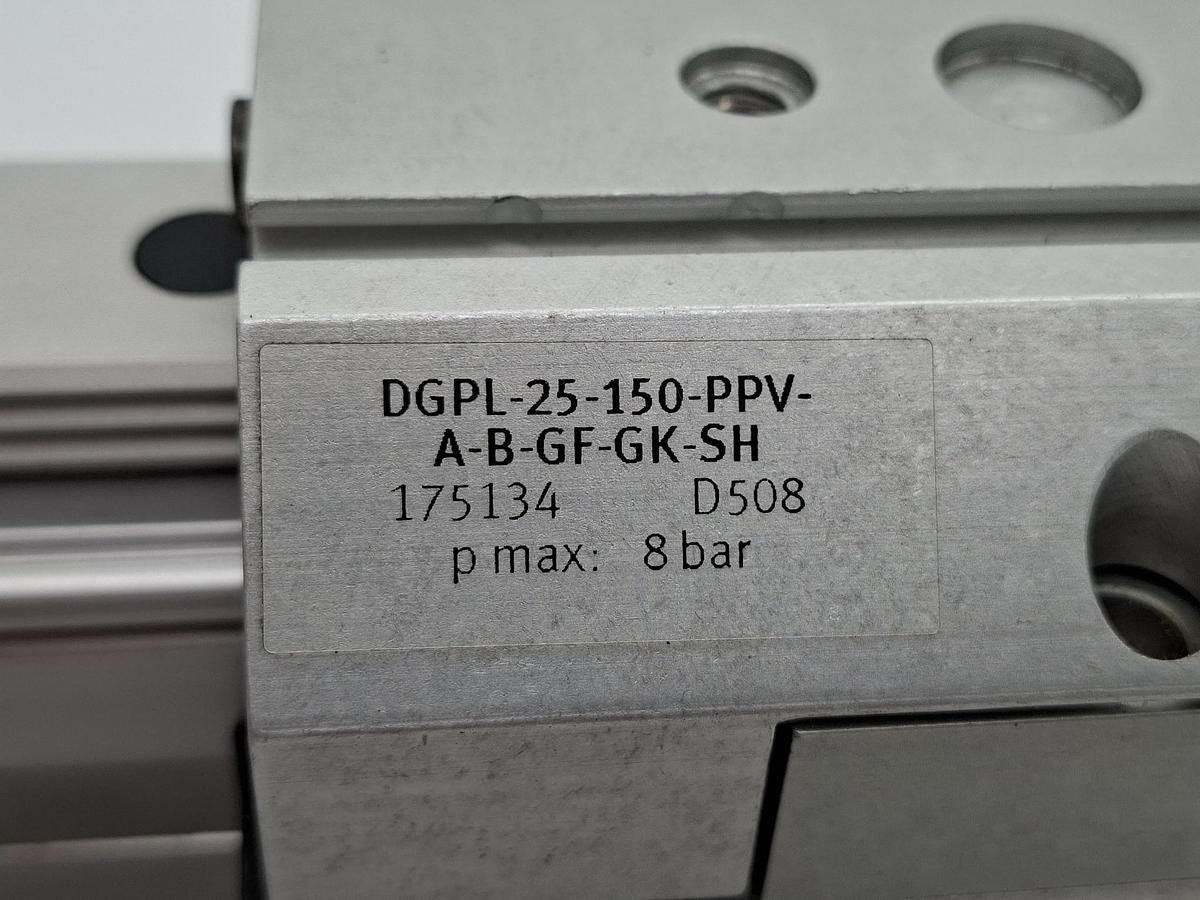 DGPL-25-150-PPV-
A-B-GF-GK-SH
175134 D508
p max: 8 bar